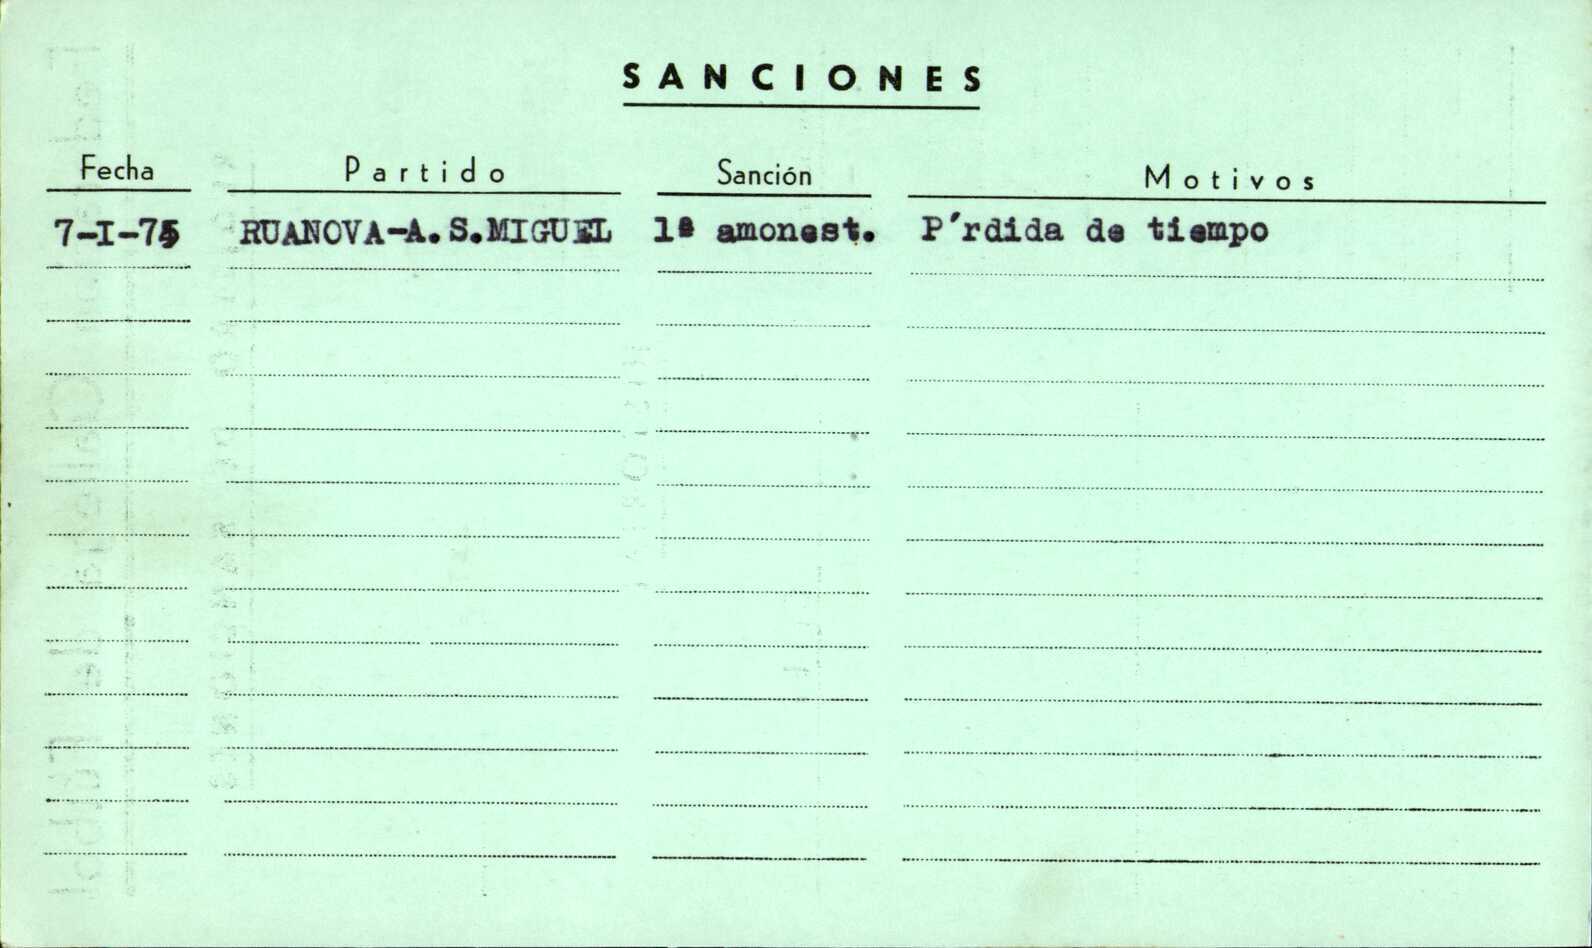 SANCIONES
Fecha Partido Sanción Motivos
7-I-75 RUANOVA-A.S.MIGUEL 1ª amonest. P´rdida de tiempo